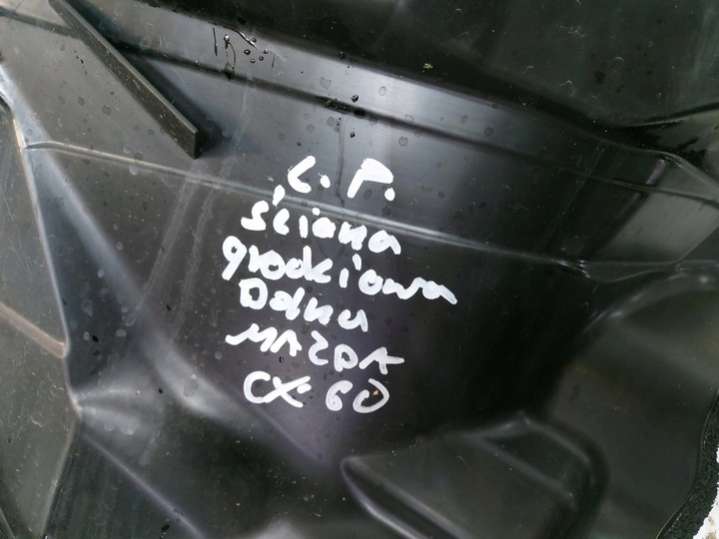 C. P.
ściana
grodziowa
Dolna
MAZDA
CX 60